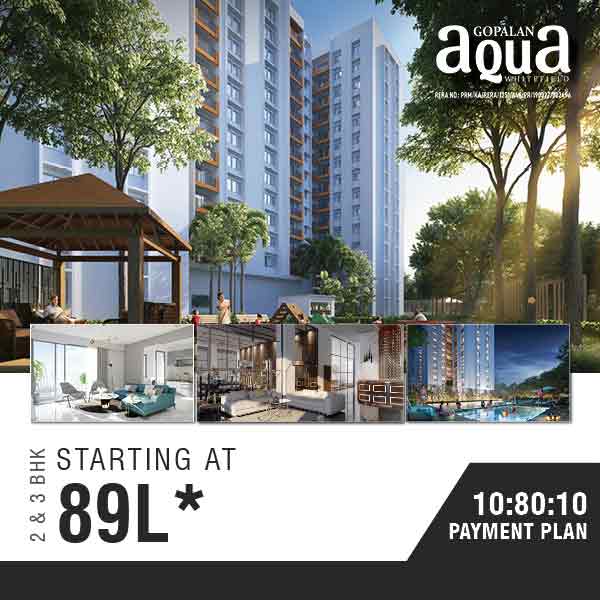 GOPALAN
aqua
WHITEFIELD
2 & 3 BHK
STARTING AT
89L*
10:80:10
PAYMENT PLAN